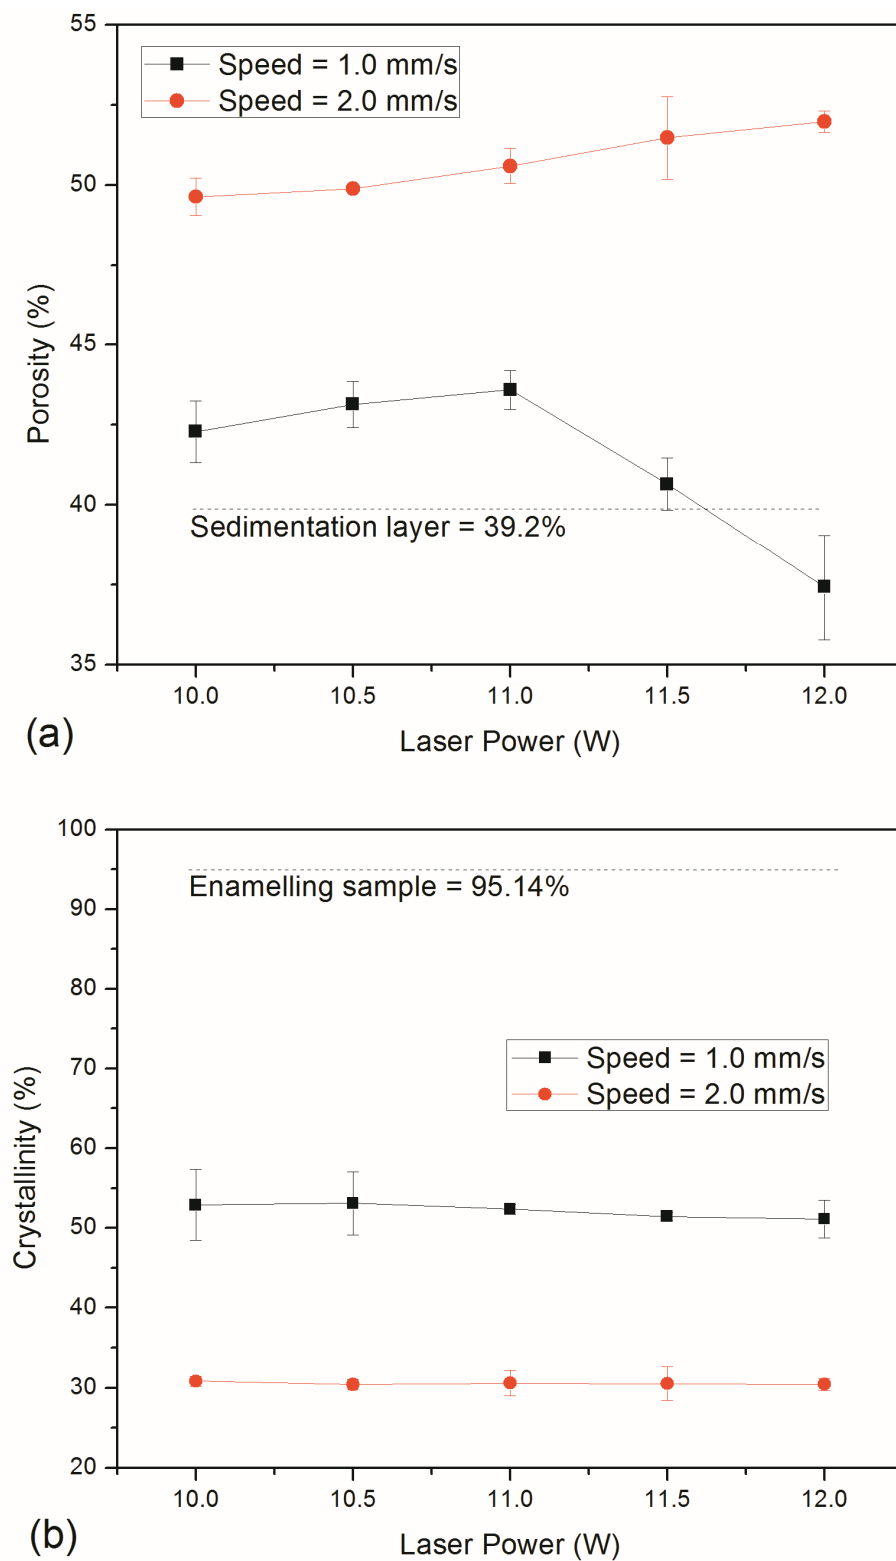 55
Speed = 1.0 mm/s
Speed = 2.0 mm/s
50
45
40
35
Porosity (%)
Sedimentation layer = 39.2%
10.0 10.5 11.0 11.5 12.0
(a)
Laser Power (W)
100
Enamelling sample = 95.14%
90
80
70
60
50
40
30
20
Crystallinity (%)
Speed = 1.0 mm/s
Speed = 2.0 mm/s
10.0 10.5 11.0 11.5 12.0
(b)
Laser Power (W)